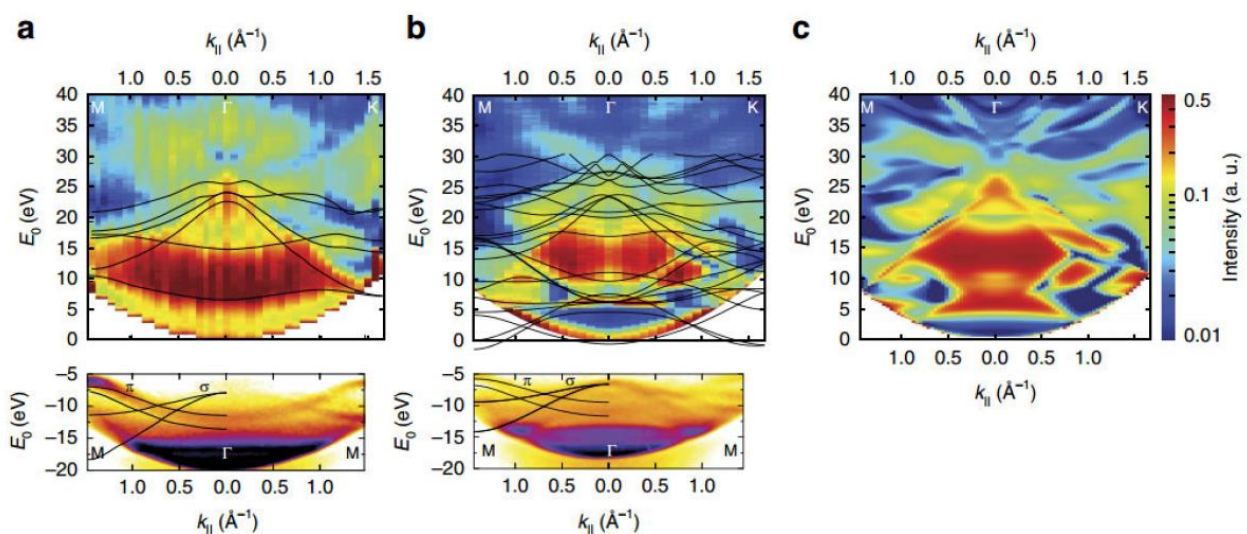 a b c
k|| (Å⁻¹) k|| (Å⁻¹) k|| (Å⁻¹)
1.0 0.5 0.0 0.5 1.0 1.5 1.0 0.5 0.0 0.5 1.0 1.5 1.0 0.5 0.0 0.5 1.0 1.5
M Γ K M Γ K M Γ K
40 40 40 0.5
35 35 35
30 30 30
25 25 25
E₀ (eV) 20 E₀ (eV) 20 E₀ (eV) 20 0.1 Intensity (a. u.)
15 15 15
10 10 10
5 5 5
0 0 0 0.01
1.0 0.5 0.0 0.5 1.0 1.5
k|| (Å⁻¹)
−5 π σ −5 π σ
E₀ (eV) −10 E₀ (eV) −10
−15 −15
M Γ M M Γ M
−20 −20
1.0 0.5 0.0 0.5 1.0 1.0 0.5 0.0 0.5 1.0
k|| (Å⁻¹) k|| (Å⁻¹)